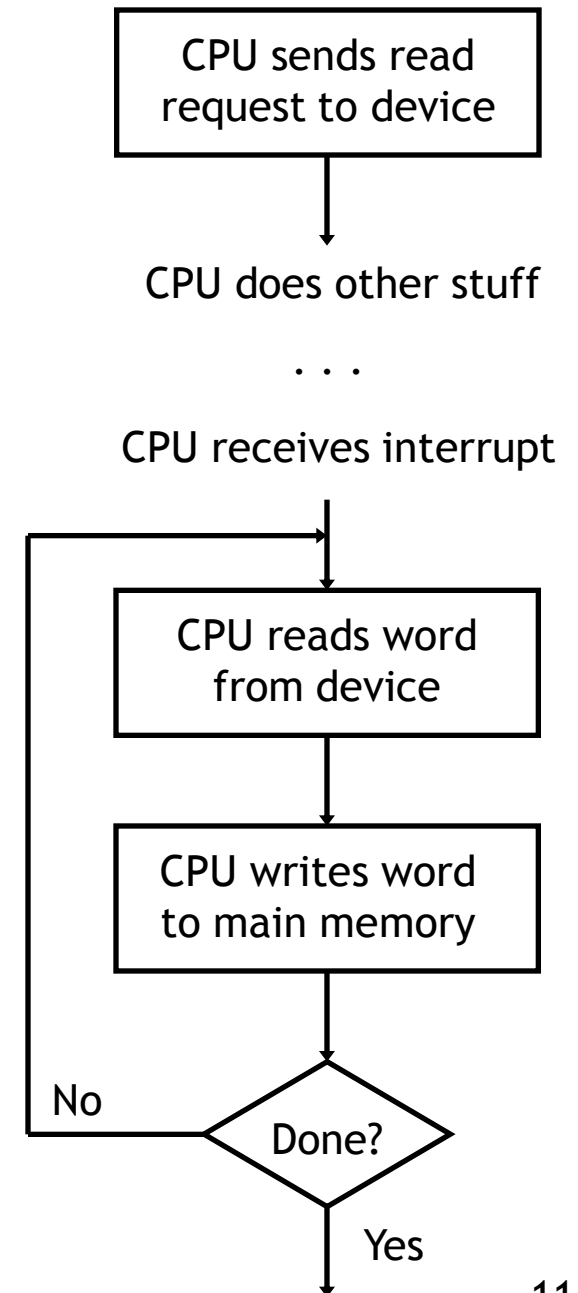 CPU sends read
request to device
CPU does other stuff
. . .
CPU receives interrupt
CPU reads word
from device
CPU writes word
to main memory
No
Done?
Yes
11